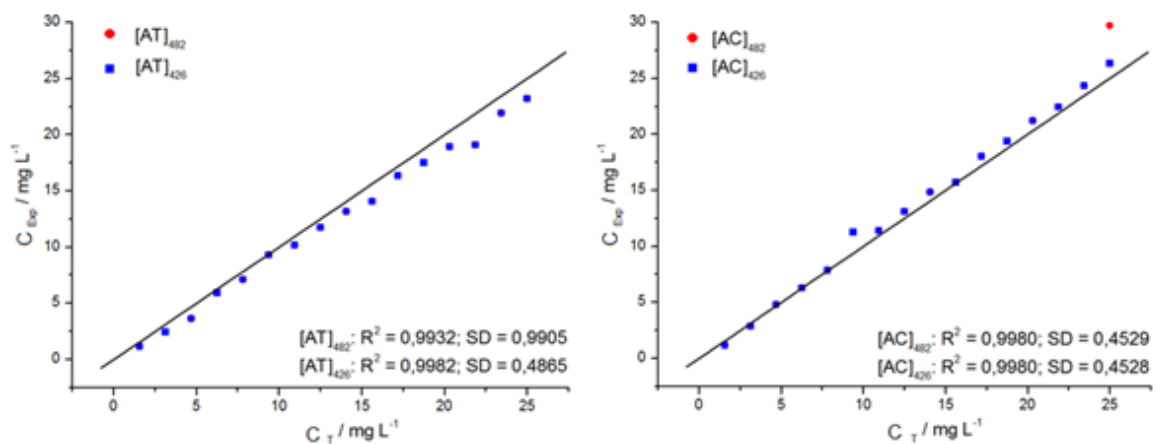 [AT]482
[AT]426
30
25
20
15
10
5
0
C Exp / mg L-1
[AT]482: R2 = 0,9932; SD = 0,9905
[AT]426: R2 = 0,9982; SD = 0,4865
0 5 10 15 20 25
C T / mg L-1
[AC]482
[AC]426
30
25
20
15
10
5
0
C Exp / mg L-1
[AC]482: R2 = 0,9980; SD = 0,4529
[AC]426: R2 = 0,9980; SD = 0,4528
0 5 10 15 20 25
C T / mg L-1